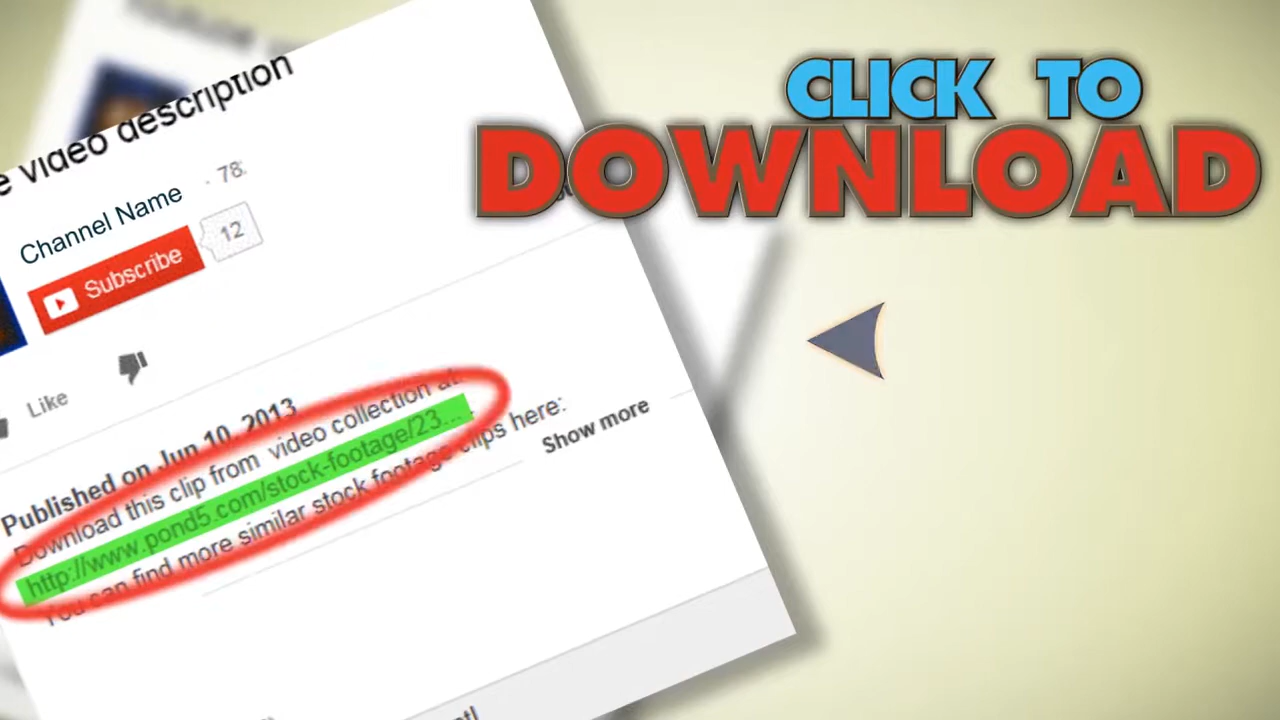 CLICK TO
DOWNLOAD
video description
Channel Name
78
Subscribe
12
Like
Published on Jun 10, 2013
Download this clip from video collection at
http://www.pond5.com/stock-footage/23...
You can find more similar stock footage clips here:
Show more